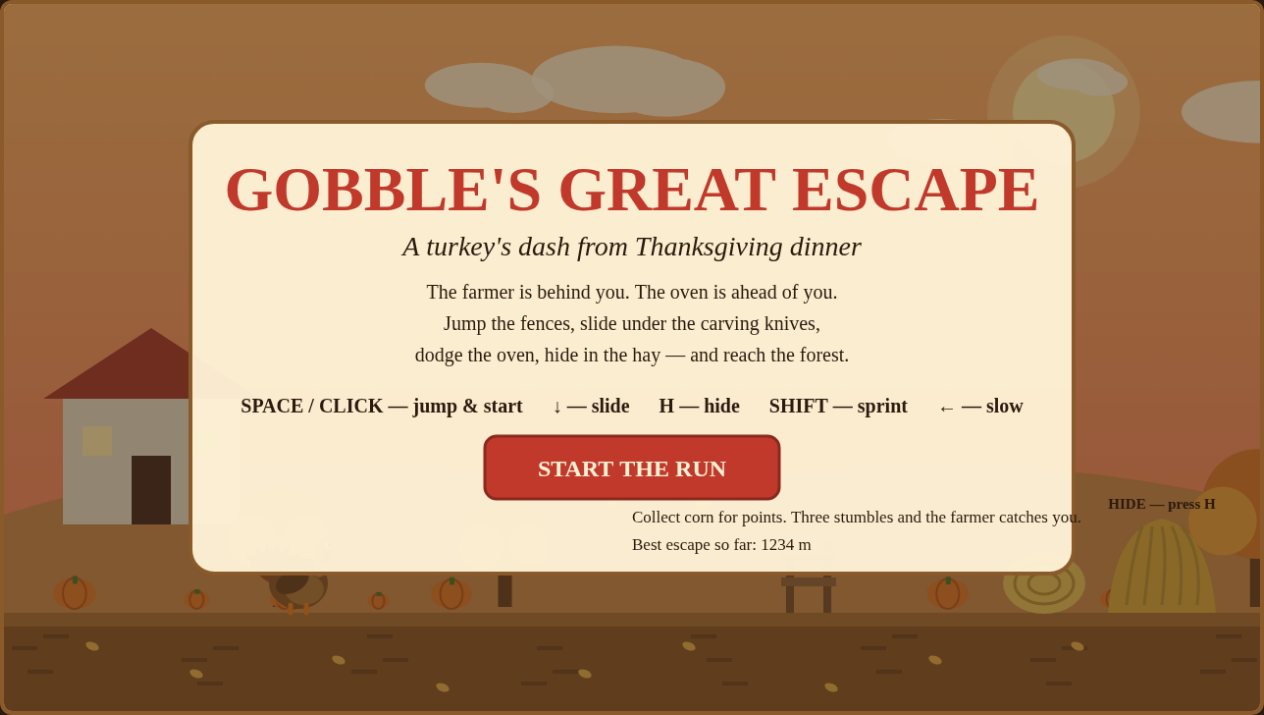 GOBBLE'S GREAT ESCAPE
A turkey's dash from Thanksgiving dinner
The farmer is behind you. The oven is ahead of you.
Jump the fences, slide under the carving knives,
dodge the oven, hide in the hay — and reach the forest.
SPACE / CLICK — jump & start ↓ — slide H — hide SHIFT — sprint ← — slow
START THE RUN
HIDE — press H
Collect corn for points. Three stumbles and the farmer catches you.
Best escape so far: 1234 m